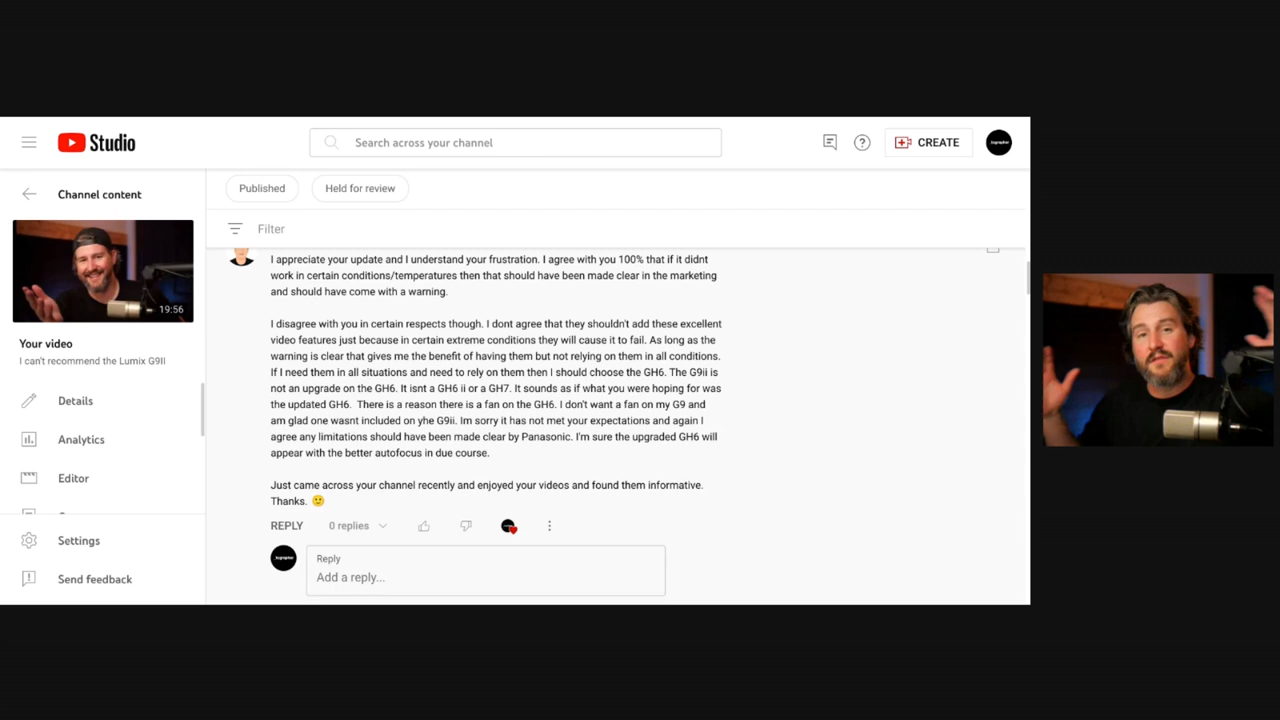 Studio
Search across your channel
CREATE
Channel content
Published
Held for review
Filter
19:56
Your video
I can't recommend the Lumix G9II
Details
Analytics
Editor
Settings
Send feedback
I appreciate your update and I understand your frustration. I agree with you 100% that if it didnt
work in certain conditions/temperatures then that should have been made clear in the marketing
and should have come with a warning.
I disagree with you in certain respects though. I dont agree that they shouldn't add these excellent
video features just because in certain extreme conditions they will cause it to fail. As long as the
warning is clear that gives me the benefit of having them but not relying on them in all conditions.
If I need them in all situations and need to rely on them then I should choose the GH6. The G9ii is
not an upgrade on the GH6. It isnt a GH6 ii or a GH7. It sounds as if what you were hoping for was
the updated GH6. There is a reason there is a fan on the GH6. I don't want a fan on my G9 and
am glad one wasnt included on yhe G9ii. Im sorry it has not met your expectations and again I
agree any limitations should have been made clear by Panasonic. I'm sure the upgraded GH6 will
appear with the better autofocus in due course.
Just came across your channel recently and enjoyed your videos and found them informative.
Thanks. 🙂
REPLY
0 replies
Reply
Add a reply...